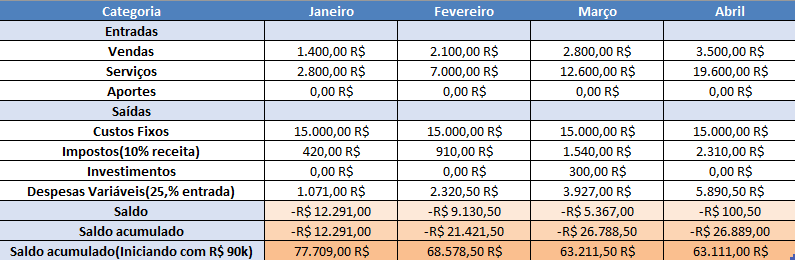 Categoria Janeiro Fevereiro Março Abril
Entradas
Vendas 1.400,00 R$ 2.100,00 R$ 2.800,00 R$ 3.500,00 R$
Serviços 2.800,00 R$ 7.000,00 R$ 12.600,00 R$ 19.600,00 R$
Aportes 0,00 R$ 0,00 R$ 0,00 R$ 0,00 R$
Saídas
Custos Fixos 15.000,00 R$ 15.000,00 R$ 15.000,00 R$ 15.000,00 R$
Impostos(10% receita) 420,00 R$ 910,00 R$ 1.540,00 R$ 2.310,00 R$
Investimentos 0,00 R$ 0,00 R$ 300,00 R$ 0,00 R$
Despesas Variáveis(25,% entrada) 1.071,00 R$ 2.320,50 R$ 3.927,00 R$ 5.890,50 R$
Saldo -R$ 12.291,00 -R$ 9.130,50 -R$ 5.367,00 -R$ 100,50
Saldo acumulado -R$ 12.291,00 -R$ 21.421,50 -R$ 26.788,50 -R$ 26.889,00
Saldo acumulado(Iniciando com R$ 90k) 77.709,00 R$ 68.578,50 R$ 63.211,50 R$ 63.111,00 R$